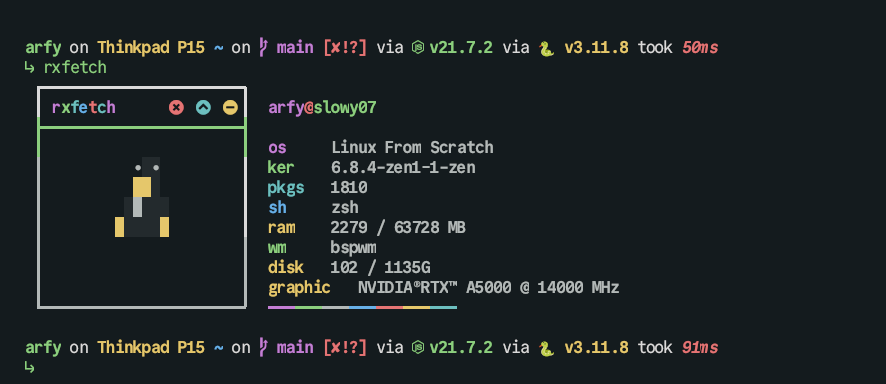 arfy on Thinkpad P15 ~ on main [✘!?] via v21.7.2 via 🐍 v3.11.8 took 50ms
↳ rxfetch
rxfetch
arfy@slowy07
os Linux From Scratch
ker 6.8.4-zen1-1-zen
pkgs 1810
sh zsh
ram 2279 / 63728 MB
wm bspwm
disk 102 / 1135G
graphic NVIDIA®RTX™ A5000 @ 14000 MHz
arfy on Thinkpad P15 ~ on main [✘!?] via v21.7.2 via 🐍 v3.11.8 took 91ms
↳